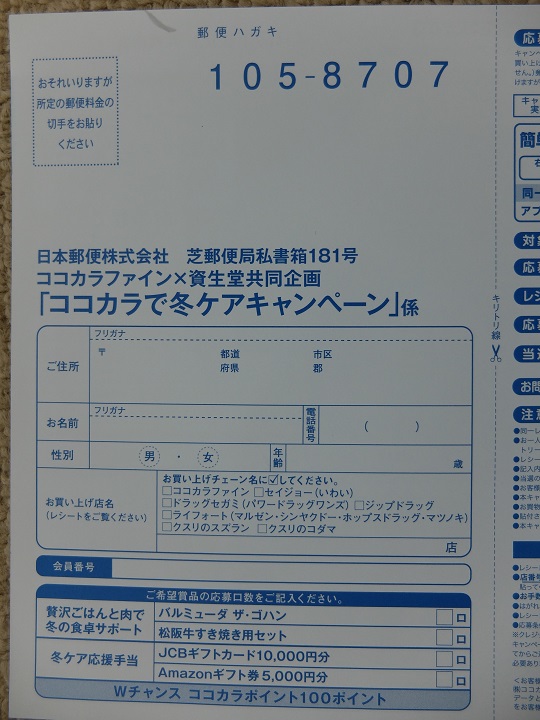 郵便ハガキ
105-8707
おそれいりますが
所定の郵便料金の
切手をお貼り
ください
日本郵便株式会社 芝郵便局私書箱181号
ココカラファイン×資生堂共同企画
「ココカラで冬ケアキャンペーン」係
フリガナ
ご住所
〒 都道 市区
府県 郡
フリガナ
お名前
電話番号
( )
性別
男 ・ 女
年齢
歳
お買い上げ店名
(レシートをご覧ください)
お買い上げチェーン名に☑してください。
□ココカラファイン □セイジョー(いわい)
□ドラッグセガミ(パワードラッグワンズ) □ジップドラッグ
□ライフォート(マルゼン・シンヤクドー・ホップスドラッグ・マツノキ)
□クスリのスズラン □クスリのコダマ
店
会員番号
ご希望賞品の応募口数をご記入ください。
贅沢ごはんと肉で
冬の食卓サポート
バルミューダ ザ・ゴハン 口
松阪牛すき焼き用セット 口
冬ケア応援手当
JCBギフトカード10,000円分 口
Amazonギフト券5,000円分 口
Wチャンス ココカラポイント100ポイント
キリトリ線